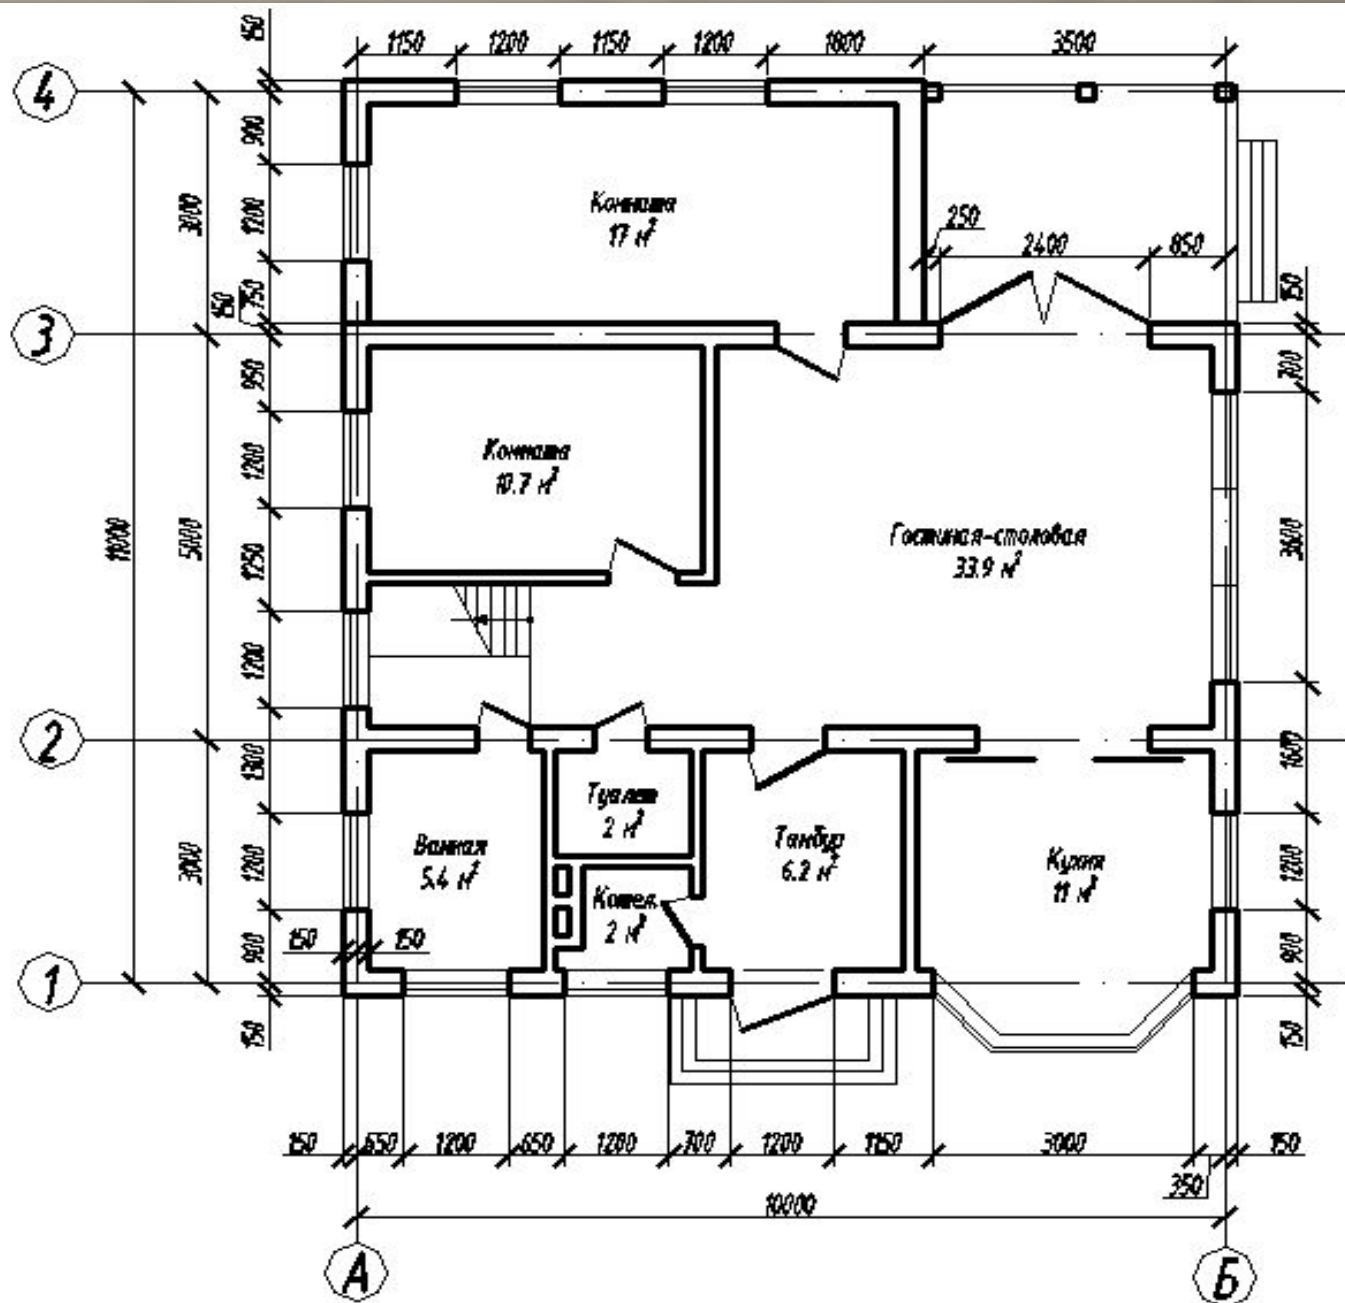 150
1150 1200 1150 1200 1800 3500
4
900
1200
3000
Комната
17 м²
250
2400 850
150 750
150
3
950
700
Комната
10.7 м²
1200
Гостиная-столовая
33.9 м²
11000 5000
1250
3600
1200
2
1300
1600
Туалет
2 м²
Ванная
5.4 м²
Тамбур
6.2 м²
Кухня
11 м²
3000 1200
1200
Котел.
2 м²
150 150
900
900
1
150
150
150 650 1200 650 1200 700 1200 1150 3000 150
350
10000
А Б